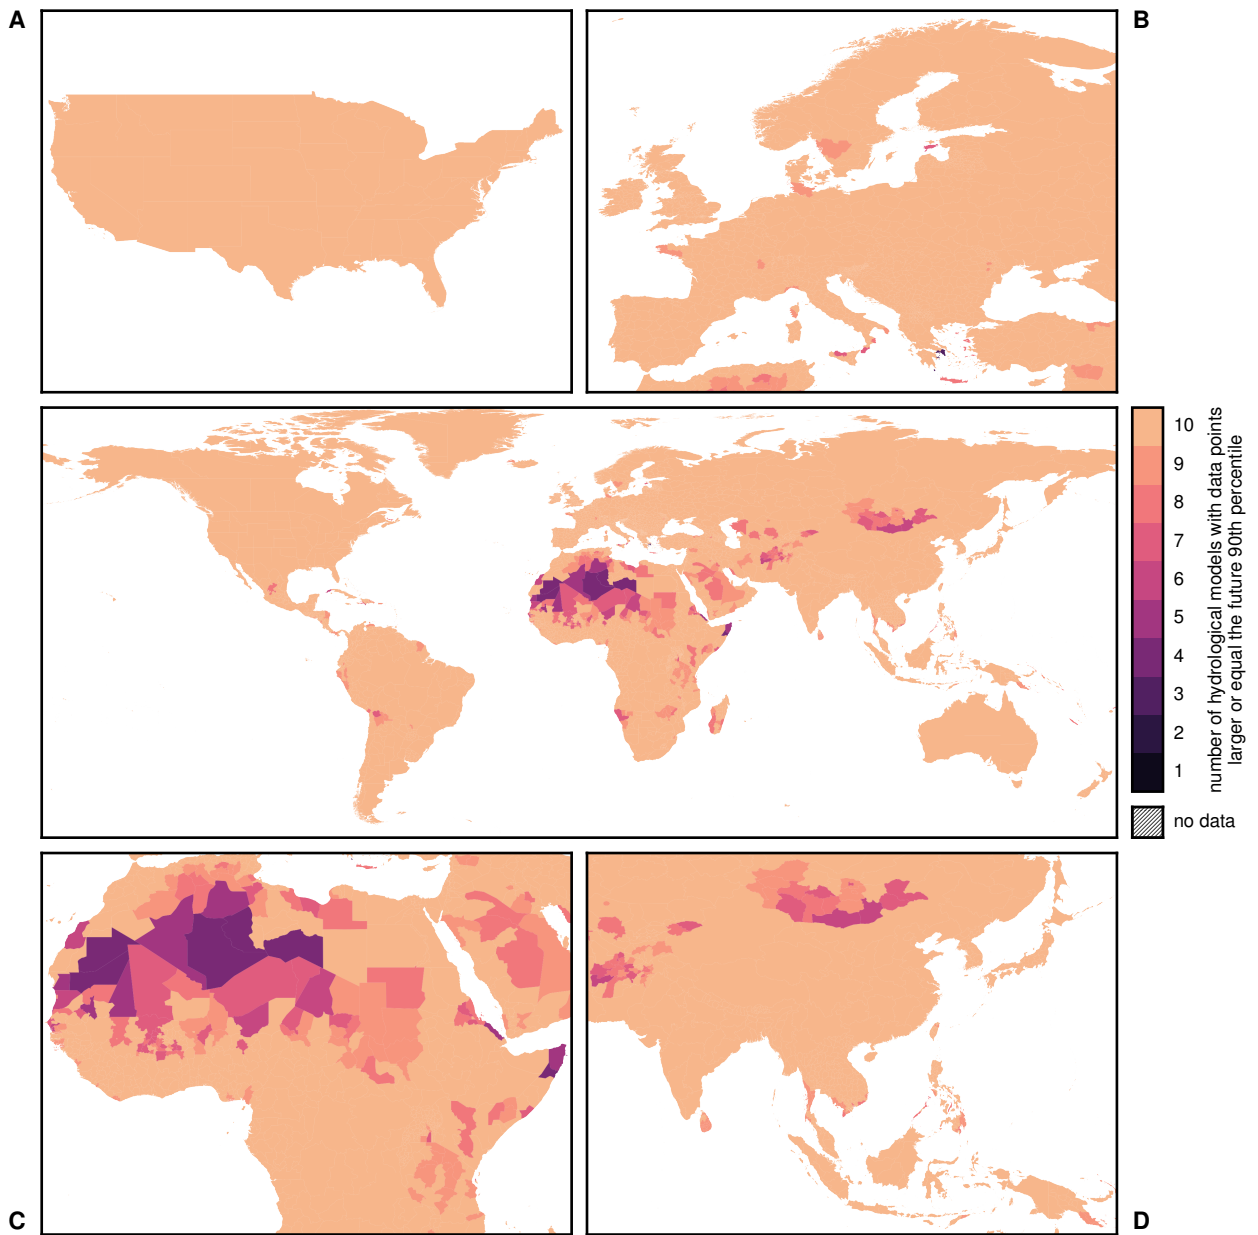 A
B
10
9
8
7
6
5
4
3
2
1
number of hydrological models with data points
larger or equal the future 90th percentile
no data
C
D